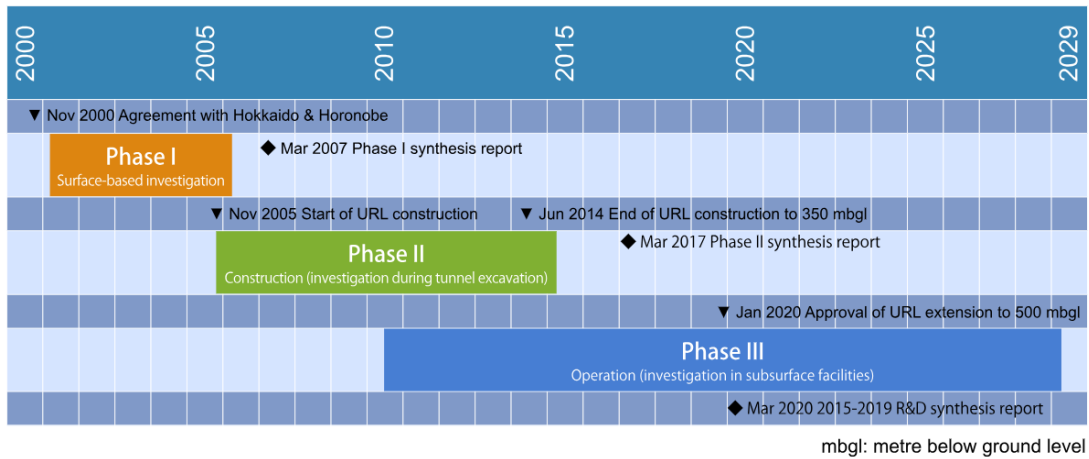 2000
2005
2010
2015
2020
2025
2029
Nov 2000 Agreement with Hokkaido & Horonobe
Phase I
Surface-based investigation
Mar 2007 Phase I synthesis report
Nov 2005 Start of URL construction
Jun 2014 End of URL construction to 350 mbgl
Phase II
Construction (investigation during tunnel excavation)
Mar 2017 Phase II synthesis report
Jan 2020 Approval of URL extension to 500 mbgl
Phase III
Operation (investigation in subsurface facilities)
Mar 2020 2015-2019 R&D synthesis report
mbgl: metre below ground level